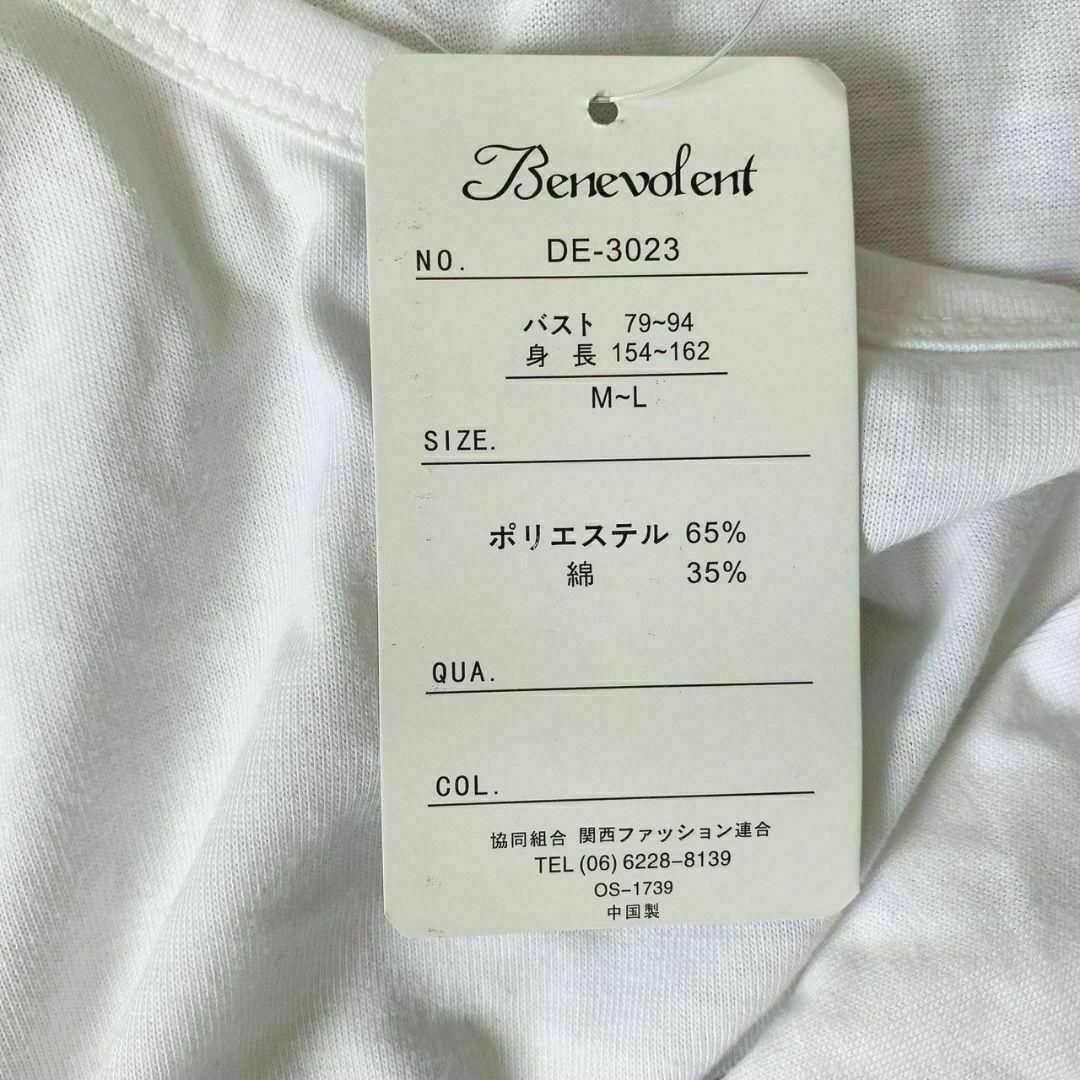 Benevolent
NO. DE-3023
バスト 79~94
身長 154~162
M~L
SIZE.
ポリエステル 65%
綿 35%
QUA.
COL.
協同組合 関西ファッション連合
TEL (06) 6228-8139
OS-1739
中国製